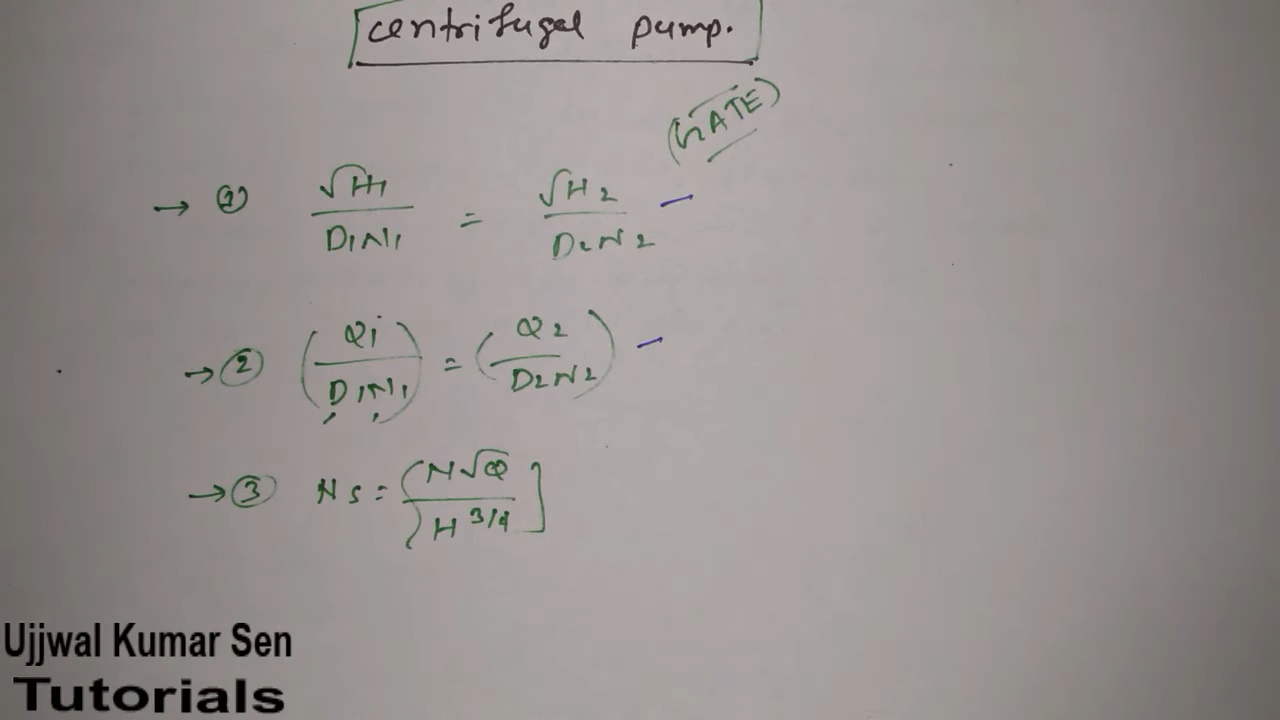 centrifugal pump.
(GATE)
→ ① √H1/D1N1 = √H2/D2N2 –
→ ② (Q1/D1N1) = (Q2/D2N2) –
→ ③ Ns = (N√Q/H^3/4]
Ujjwal Kumar Sen
Tutorials